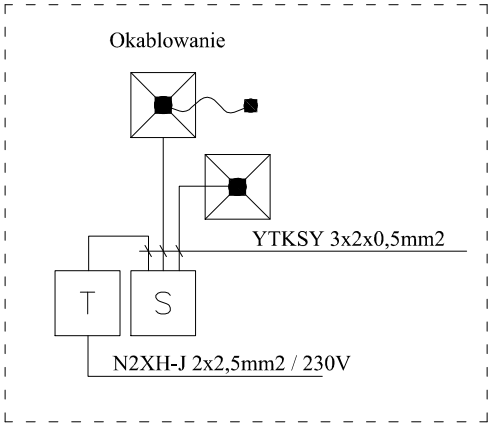 Okablowanie
YTKSY 3x2x0,5mm2
T S
N2XH-J 2x2,5mm2 / 230V